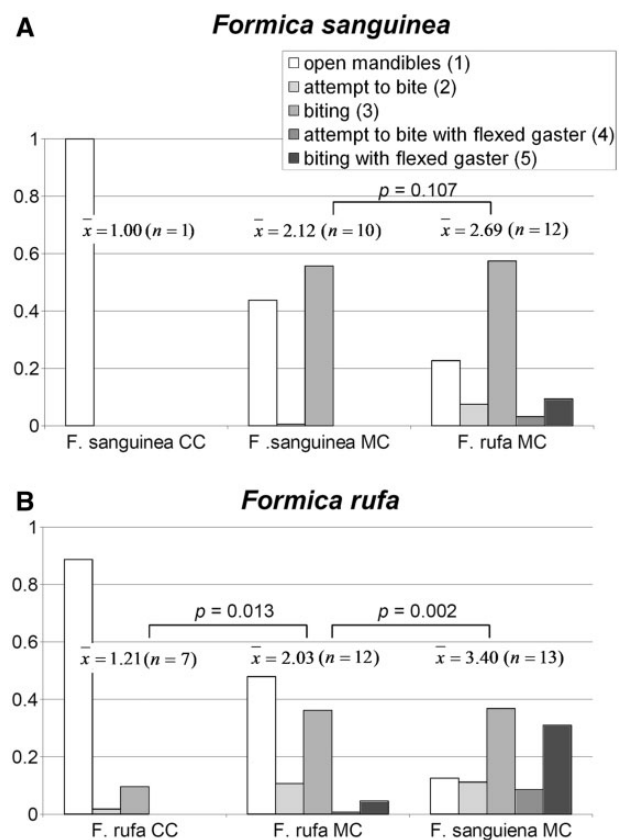 A
Formica sanguinea
open mandibles (1)
attempt to bite (2)
biting (3)
attempt to bite with flexed gaster (4)
biting with flexed gaster (5)
1
0.8
0.6
0.4
0.2
0
p = 0.107
x̅ = 1.00 (n = 1)
x̅ = 2.12 (n = 10)
x̅ = 2.69 (n = 12)
F. sanguinea CC
F .sanguinea MC
F. rufa MC
B
Formica rufa
1
0.8
0.6
0.4
0.2
0
p = 0.013
p = 0.002
x̅ = 1.21 (n = 7)
x̅ = 2.03 (n = 12)
x̅ = 3.40 (n = 13)
F. rufa CC
F. rufa MC
F. sanguiena MC